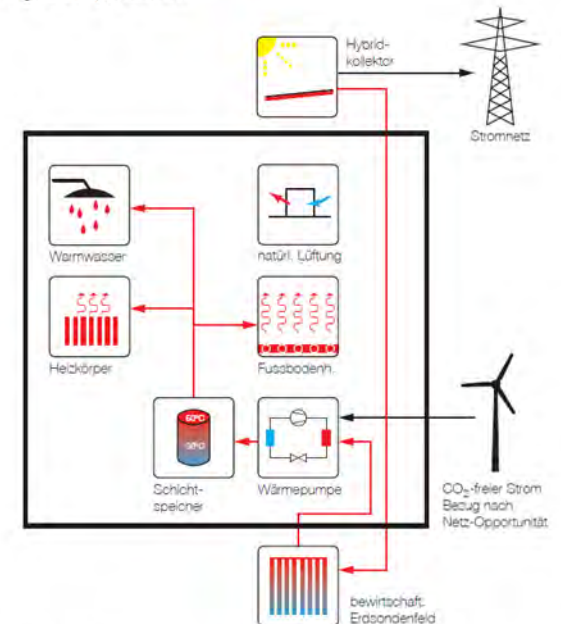 Hybrid-
kollektor
Stromnetz
Warmwasser
natürl. Lüftung
Heizkörper
Fussbodenh.
60°C
30°C
Schicht-
speicher
Wärmepumpe
CO₂-freier Strom
Bezug nach
Netz-Opportunität
bewirtschaft.
Erdsondenfeld